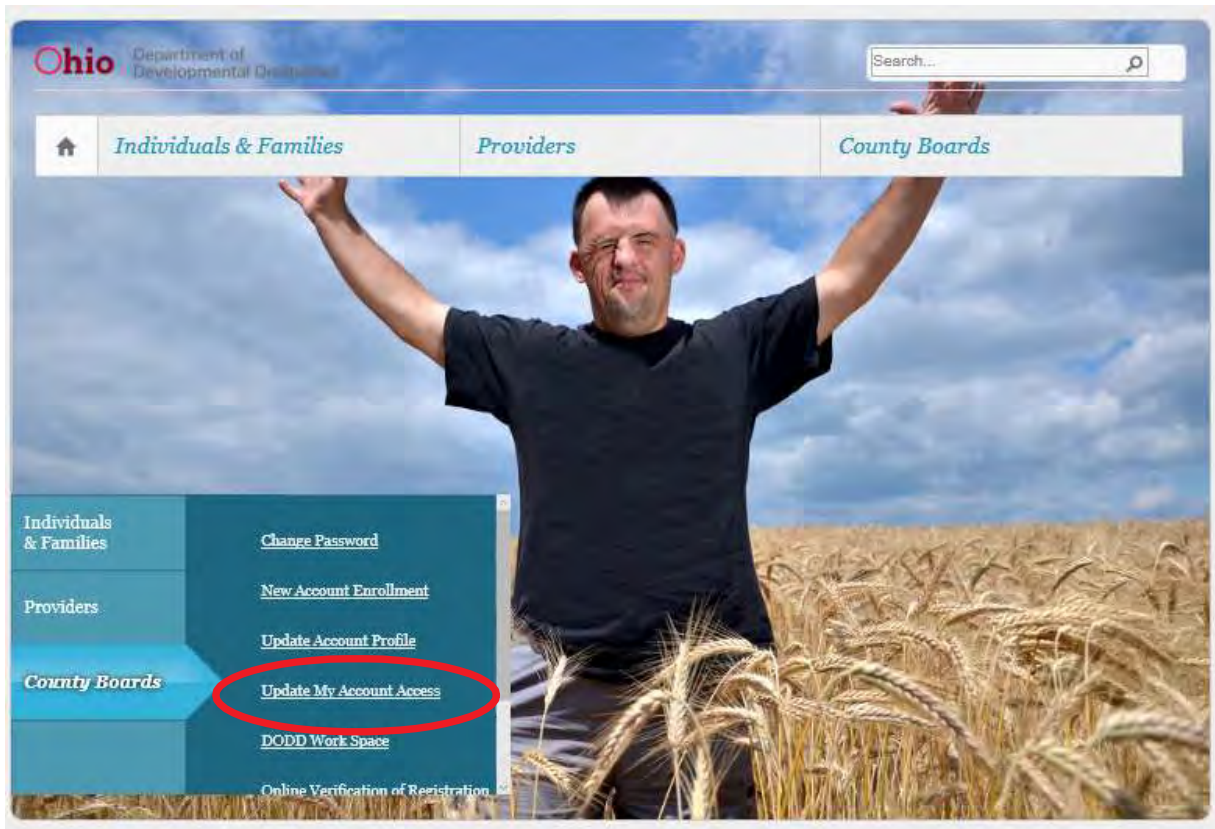 Ohio
Department of
Developmental Disabilities
Search...
Individuals & Families
Providers
County Boards
Individuals
& Families
Providers
County Boards
Change Password
New Account Enrollment
Update Account Profile
Update My Account Access
DODD Work Space
Online Verification of Registration